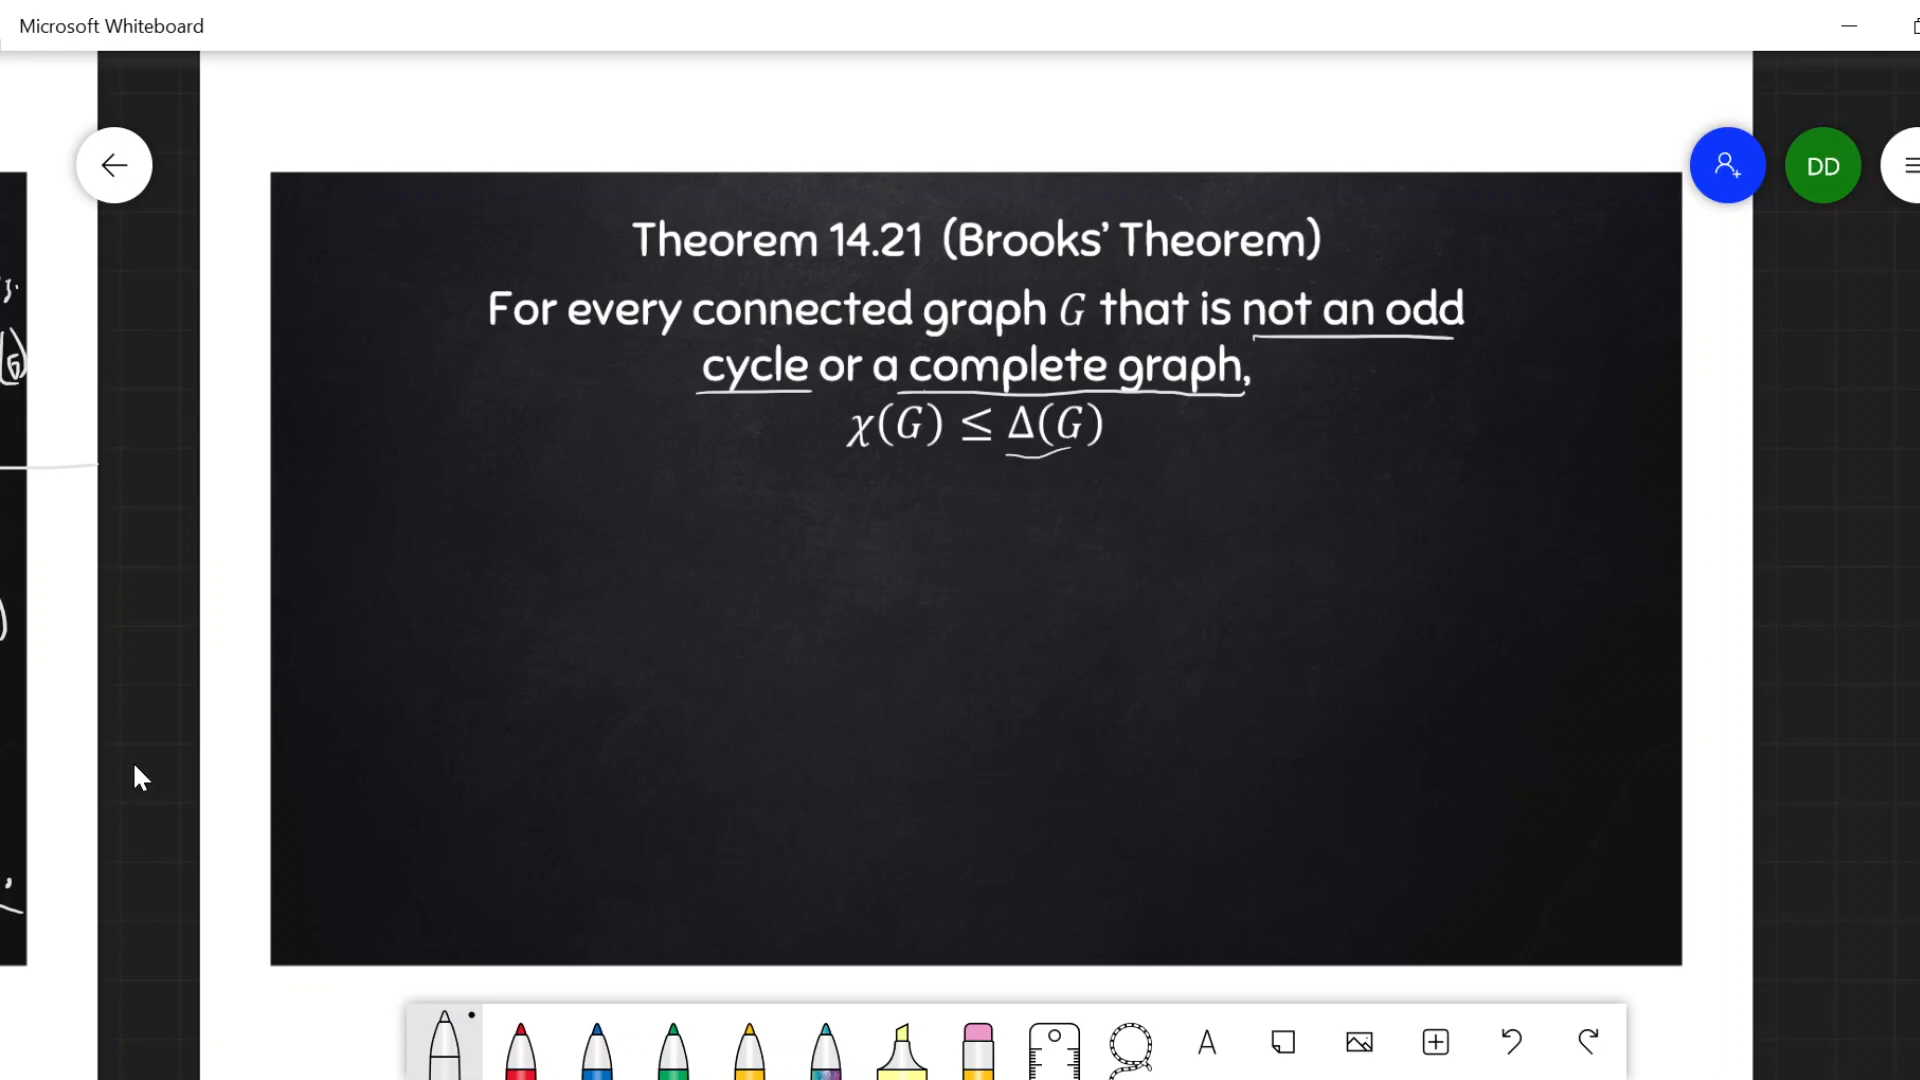 Microsoft Whiteboard
DD
Theorem 14.21 (Brooks’ Theorem)
For every connected graph G that is not an odd
cycle or a complete graph,
χ(G) ≤ Δ(G)